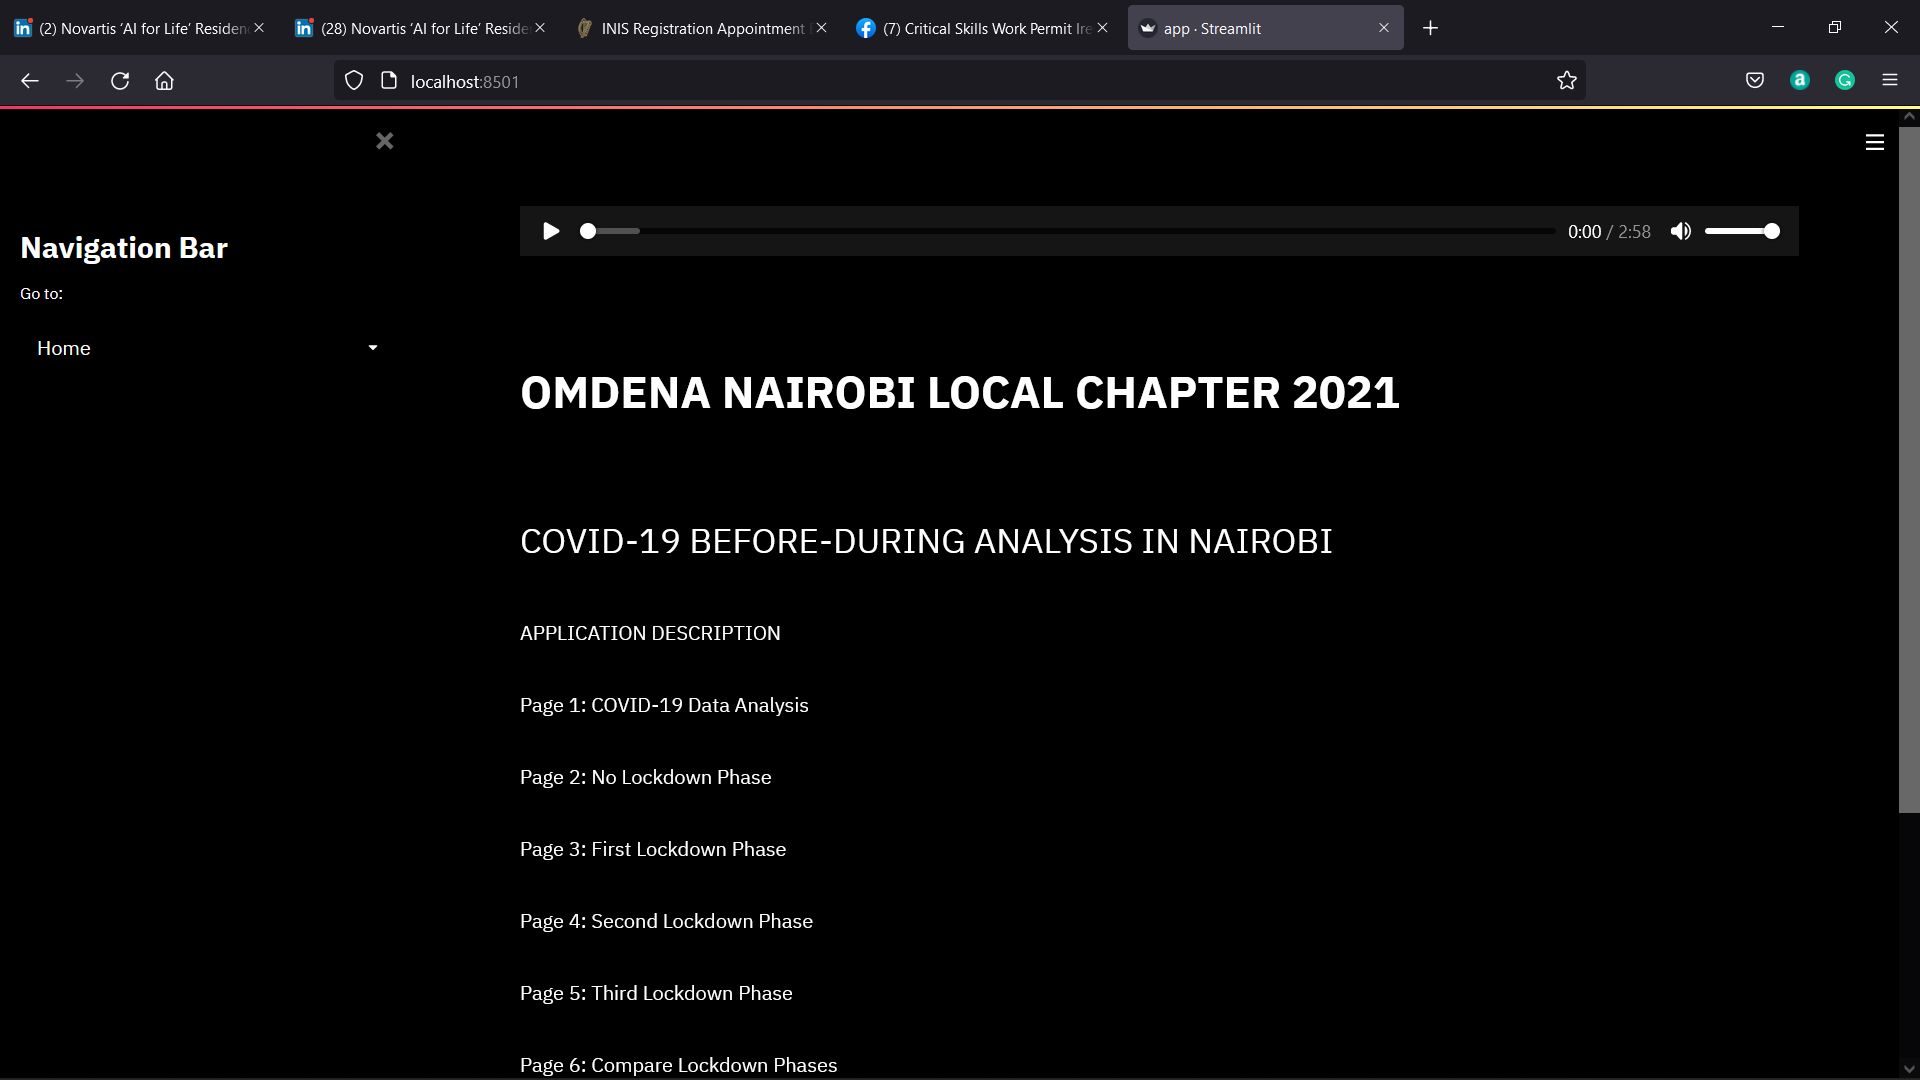 (2) Novartis ‘AI for Life’ Residen
(28) Novartis ‘AI for Life’ Reside
INIS Registration Appointment
(7) Critical Skills Work Permit Ire
app · Streamlit
localhost:8501
0:00 / 2:58
Navigation Bar
Go to:
Home
OMDENA NAIROBI LOCAL CHAPTER 2021
COVID-19 BEFORE-DURING ANALYSIS IN NAIROBI
APPLICATION DESCRIPTION
Page 1: COVID-19 Data Analysis
Page 2: No Lockdown Phase
Page 3: First Lockdown Phase
Page 4: Second Lockdown Phase
Page 5: Third Lockdown Phase
Page 6: Compare Lockdown Phases